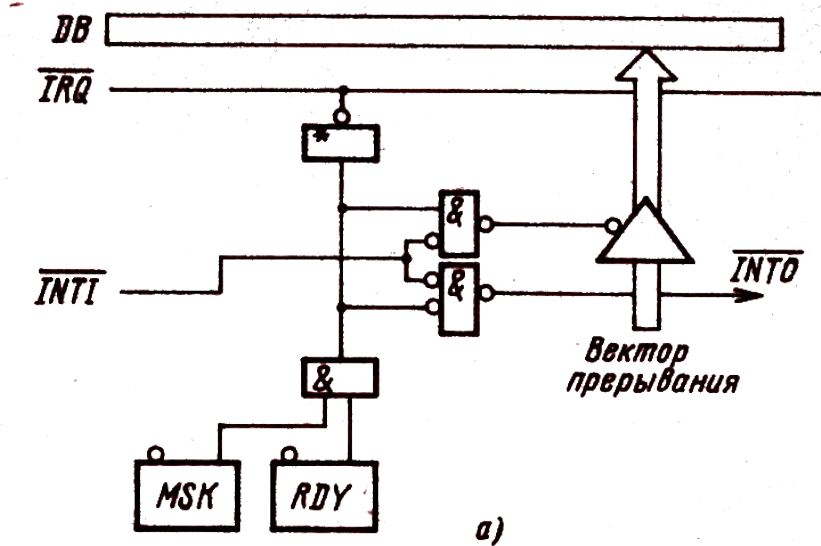 DB
IRQ
*
&
INTI
&
INTO
Вектор
прерывания
&
MSK
RDY
а)